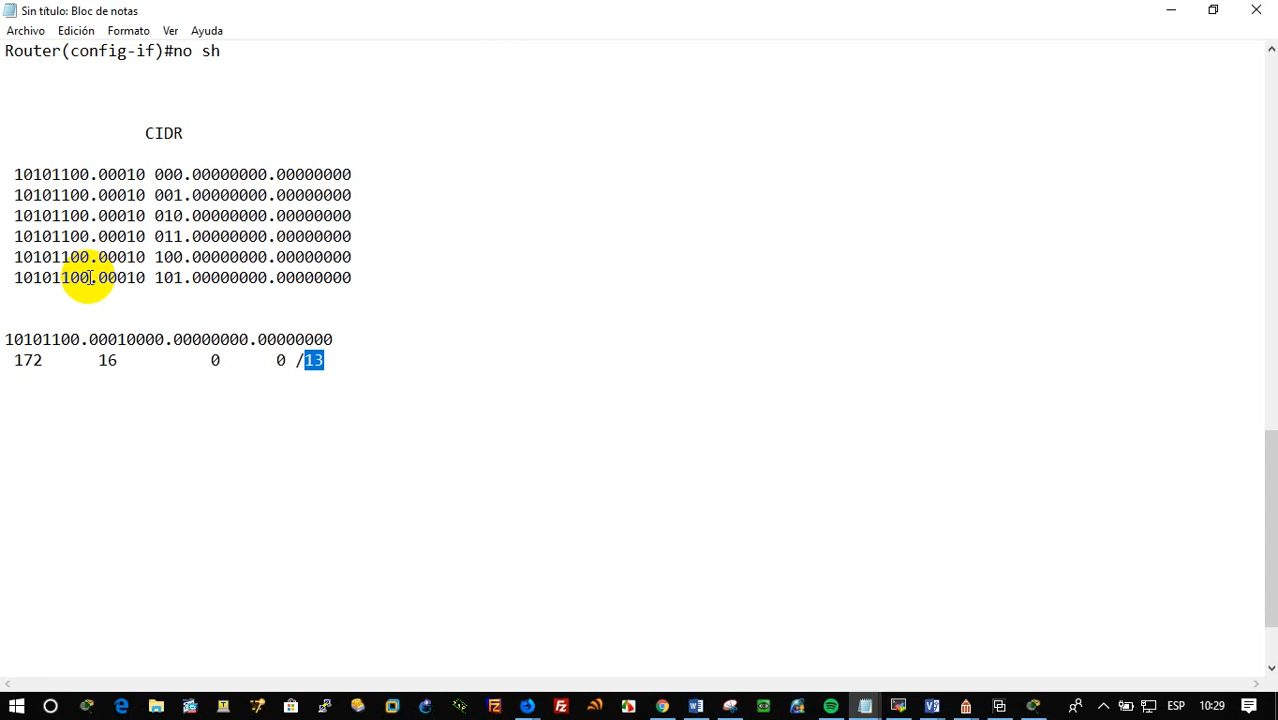 Sin título: Bloc de notas
Archivo Edición Formato Ver Ayuda
Router(config-if)#no sh
CIDR
10101100.00010 000.00000000.00000000
10101100.00010 001.00000000.00000000
10101100.00010 010.00000000.00000000
10101100.00010 011.00000000.00000000
10101100.00010 100.00000000.00000000
10101100.00010 101.00000000.00000000
10101100.00010000.00000000.00000000
172 16 0 0 /13
ESP 10:29